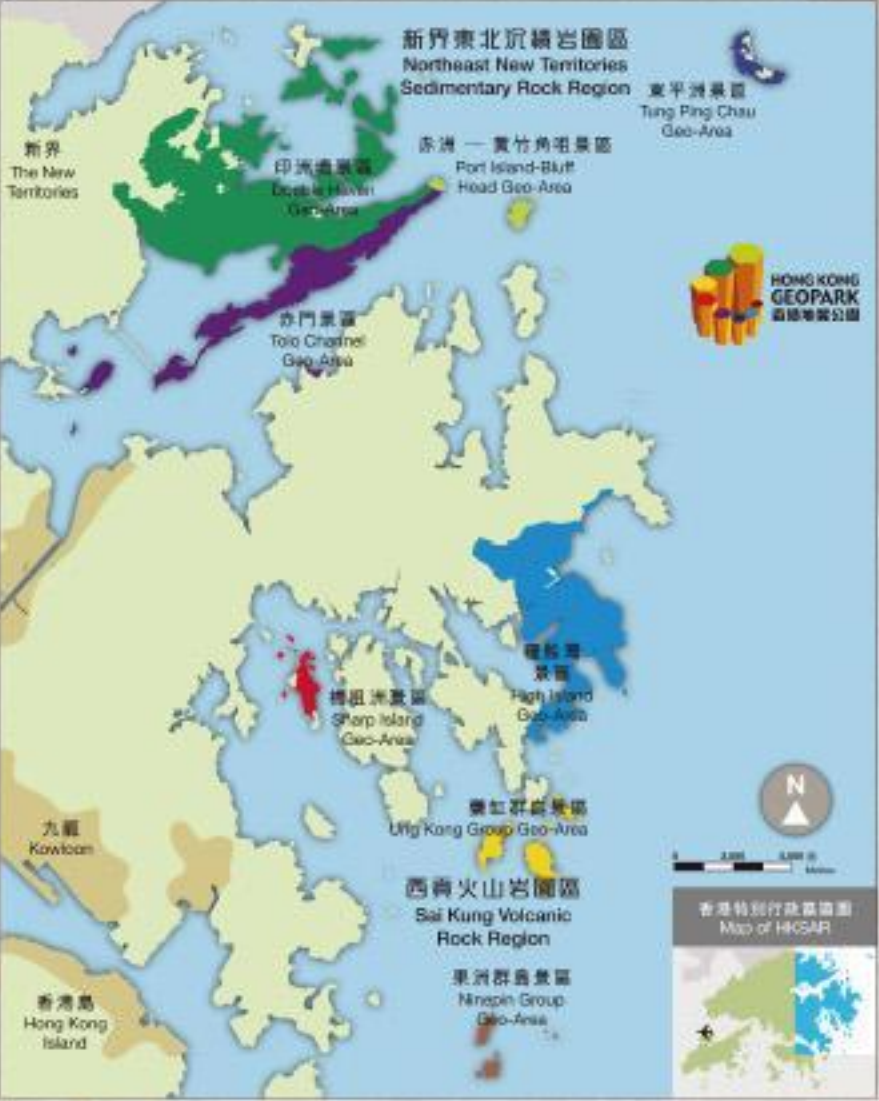 新界東北沉積岩園區
Northeast New Territories
Sedimentary Rock Region
東平洲景區
Tung Ping Chau
Geo-Area
新界
The New
Territories
赤洲 — 黃竹角咀景區
Port Island-Bluff
Head Geo-Area
印洲塘景區
Double Haven
Geo-Area
HONG KONG
GEOPARK
香港地質公園
赤門景區
Tolo Channel
Geo-Area
糧船灣
景區
High Island
Geo-Area
橋咀洲景區
Sharp Island
Geo-Area
甕缸群島景區
Ung Kong Group Geo-Area
九龍
Kowloon
西貢火山岩園區
Sai Kung Volcanic
Rock Region
N
0
Metres
香港特別行政區區圖
Map of HKSAR
果洲群島景區
Ninepin Group
Geo-Area
香港島
Hong Kong
Island